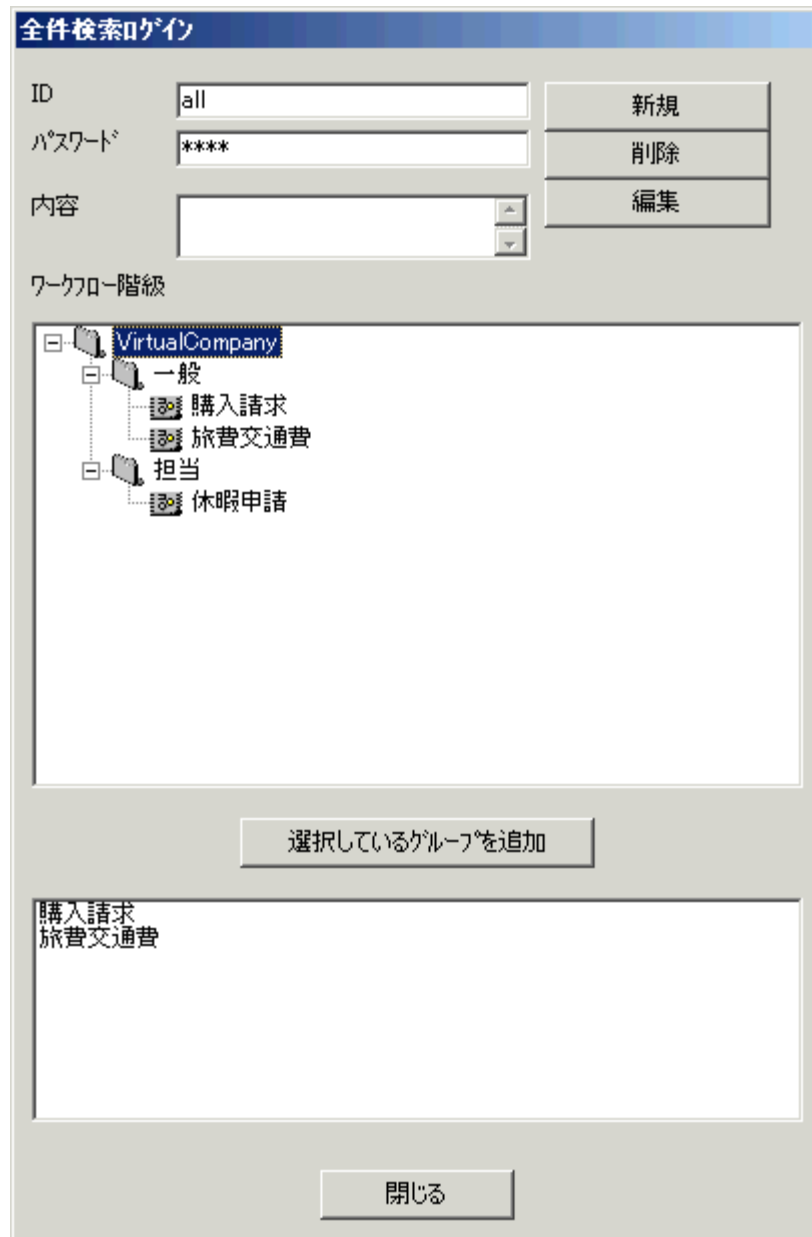 全件検索ﾛｸﾞｲﾝ
ID
all
新規
ﾊﾟｽﾜｰﾄﾞ
****
削除
内容
編集
ﾜｰｸﾌﾛｰ階級
VirtualCompany
一般
購入請求
旅費交通費
担当
休暇申請
選択しているｸﾞﾙｰﾌﾟを追加
購入請求
旅費交通費
閉じる